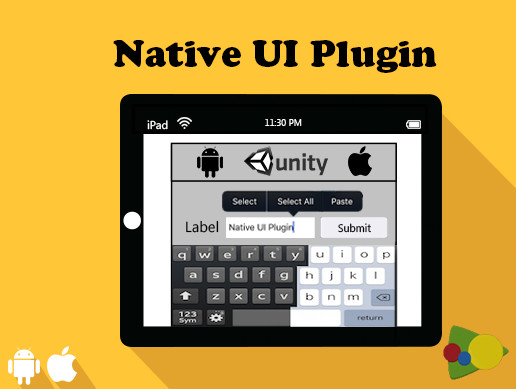 Native UI Plugin
iPad 11:30 PM
unity
Select Select All Paste
Label Native UI Plugin Submit
q w e r t y u i o p
a s d f g h j k l
z x c v b n m
123 Sym return